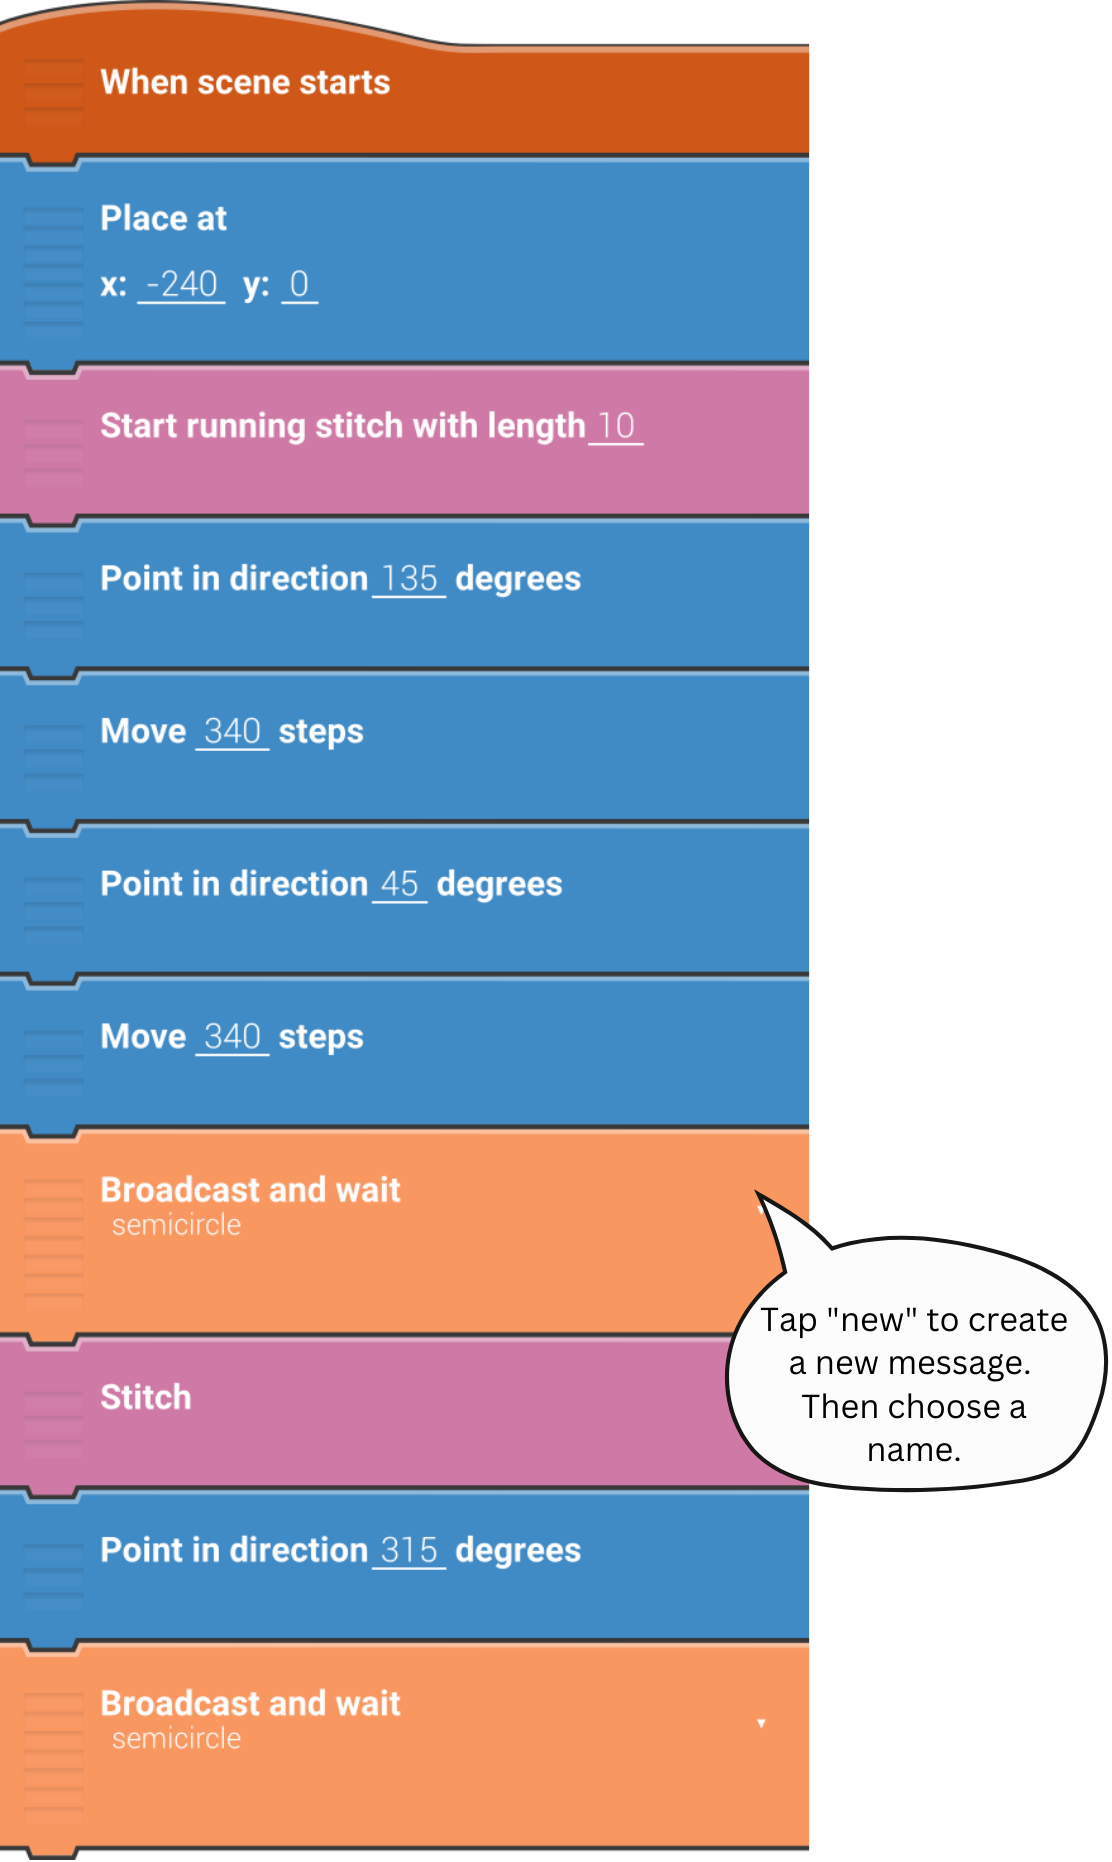 When scene starts
Place at
x: -240 y: 0
Start running stitch with length 10
Point in direction 135 degrees
Move 340 steps
Point in direction 45 degrees
Move 340 steps
Broadcast and wait
semicircle
Tap "new" to create
a new message.
Then choose a
name.
Stitch
Point in direction 315 degrees
Broadcast and wait
semicircle